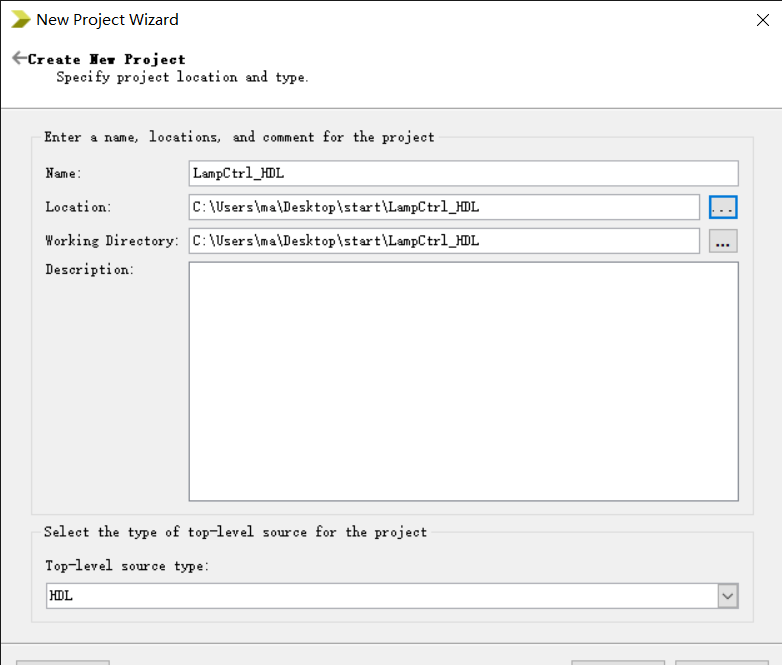 New Project Wizard
Create New Project
Specify project location and type.
Enter a name, locations, and comment for the project
Name:
LampCtrl_HDL
Location:
C:\Users\ma\Desktop\start\LampCtrl_HDL
...
Working Directory:
C:\Users\ma\Desktop\start\LampCtrl_HDL
...
Description:
Select the type of top-level source for the project
Top-level source type:
HDL